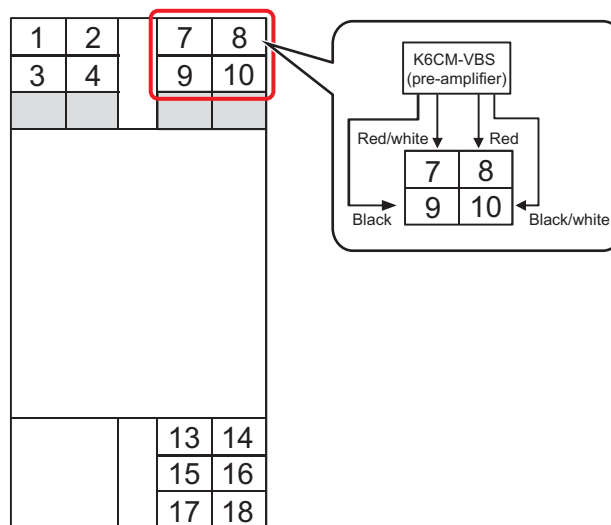 1 2 7 8
3 4 9 10
K6CM-VBS
(pre-amplifier)
Red/white Red
7 8
9 10
Black Black/white
13 14
15 16
17 18